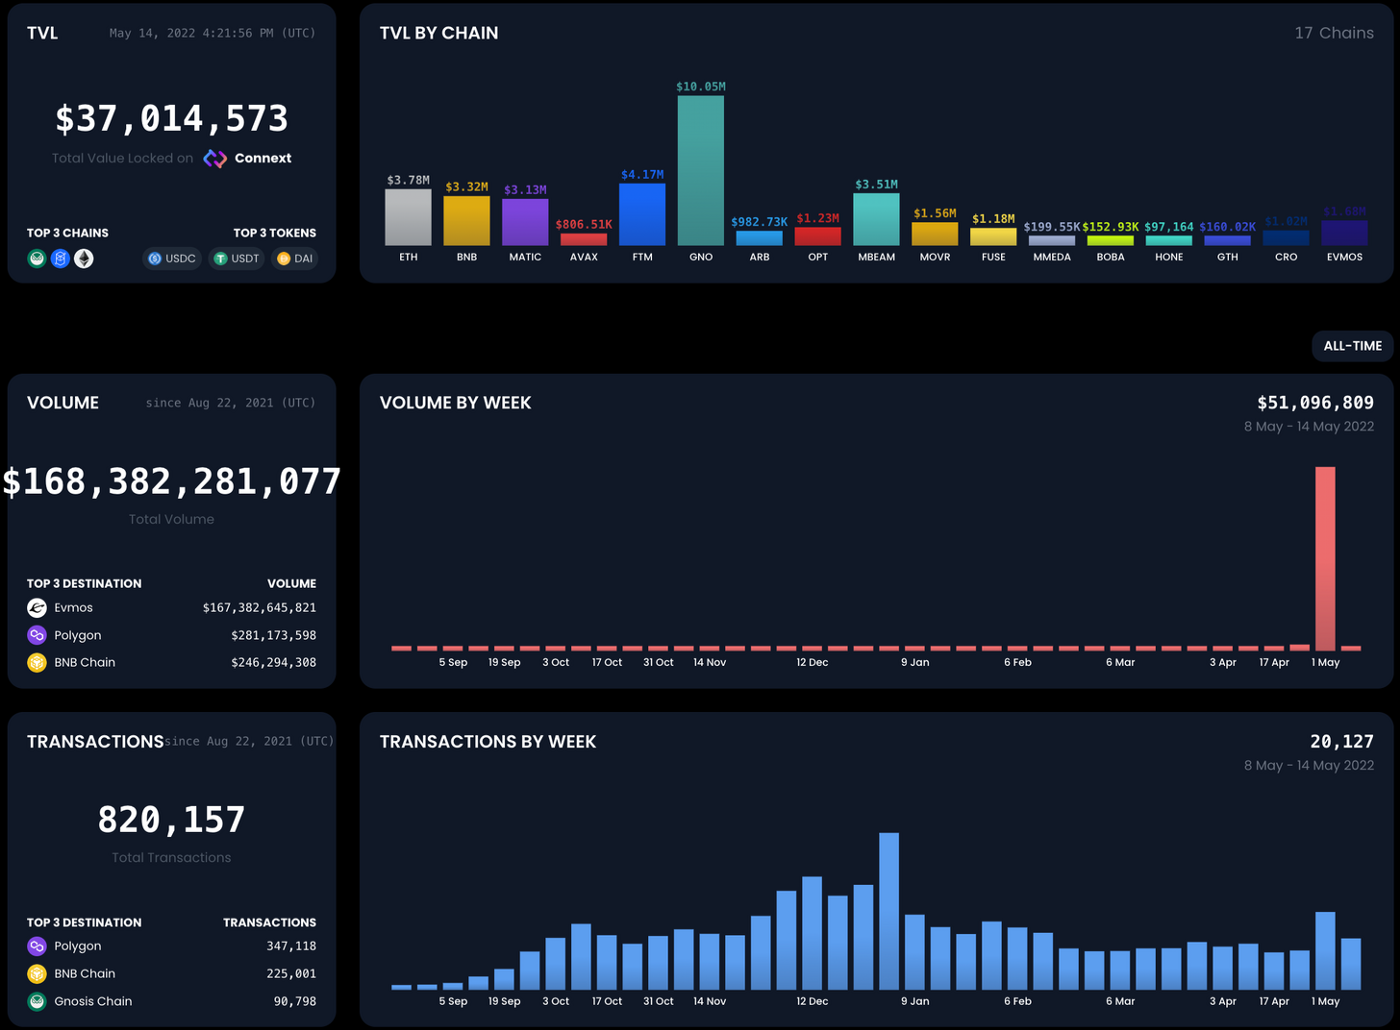 TVL May 14, 2022 4:21:56 PM (UTC)
$37,014,573
Total Value Locked on Connext
TOP 3 CHAINS TOP 3 TOKENS
USDC USDT DAI
TVL BY CHAIN 17 Chains
$10.05M
$3.78M $3.32M $3.13M $806.51K $4.17M $982.73K $1.23M $3.51M $1.56M $1.18M $199.55K $152.93K $97,164 $160.02K $1.02M $1.68M
ETH BNB MATIC AVAX FTM GNO ARB OPT MBEAM MOVR FUSE MMEDA BOBA HONE GTH CRO EVMOS
ALL-TIME
VOLUME since Aug 22, 2021 (UTC)
$168,382,281,077
Total Volume
TOP 3 DESTINATION VOLUME
Evmos $167,382,645,821
Polygon $281,173,598
BNB Chain $246,294,308
VOLUME BY WEEK $51,096,809
8 May - 14 May 2022
5 Sep 19 Sep 3 Oct 17 Oct 31 Oct 14 Nov 12 Dec 9 Jan 6 Feb 6 Mar 3 Apr 17 Apr 1 May
TRANSACTIONS since Aug 22, 2021 (UTC)
820,157
Total Transactions
TOP 3 DESTINATION TRANSACTIONS
Polygon 347,118
BNB Chain 225,001
Gnosis Chain 90,798
TRANSACTIONS BY WEEK 20,127
8 May - 14 May 2022
5 Sep 19 Sep 3 Oct 17 Oct 31 Oct 14 Nov 12 Dec 9 Jan 6 Feb 6 Mar 3 Apr 17 Apr 1 May